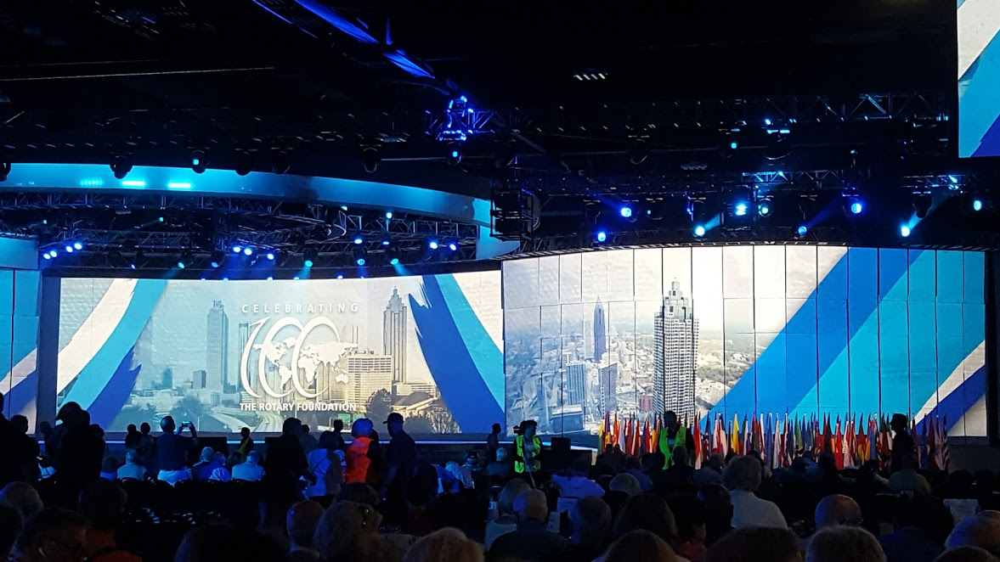 CELEBRATING
100
THE ROTARY FOUNDATION